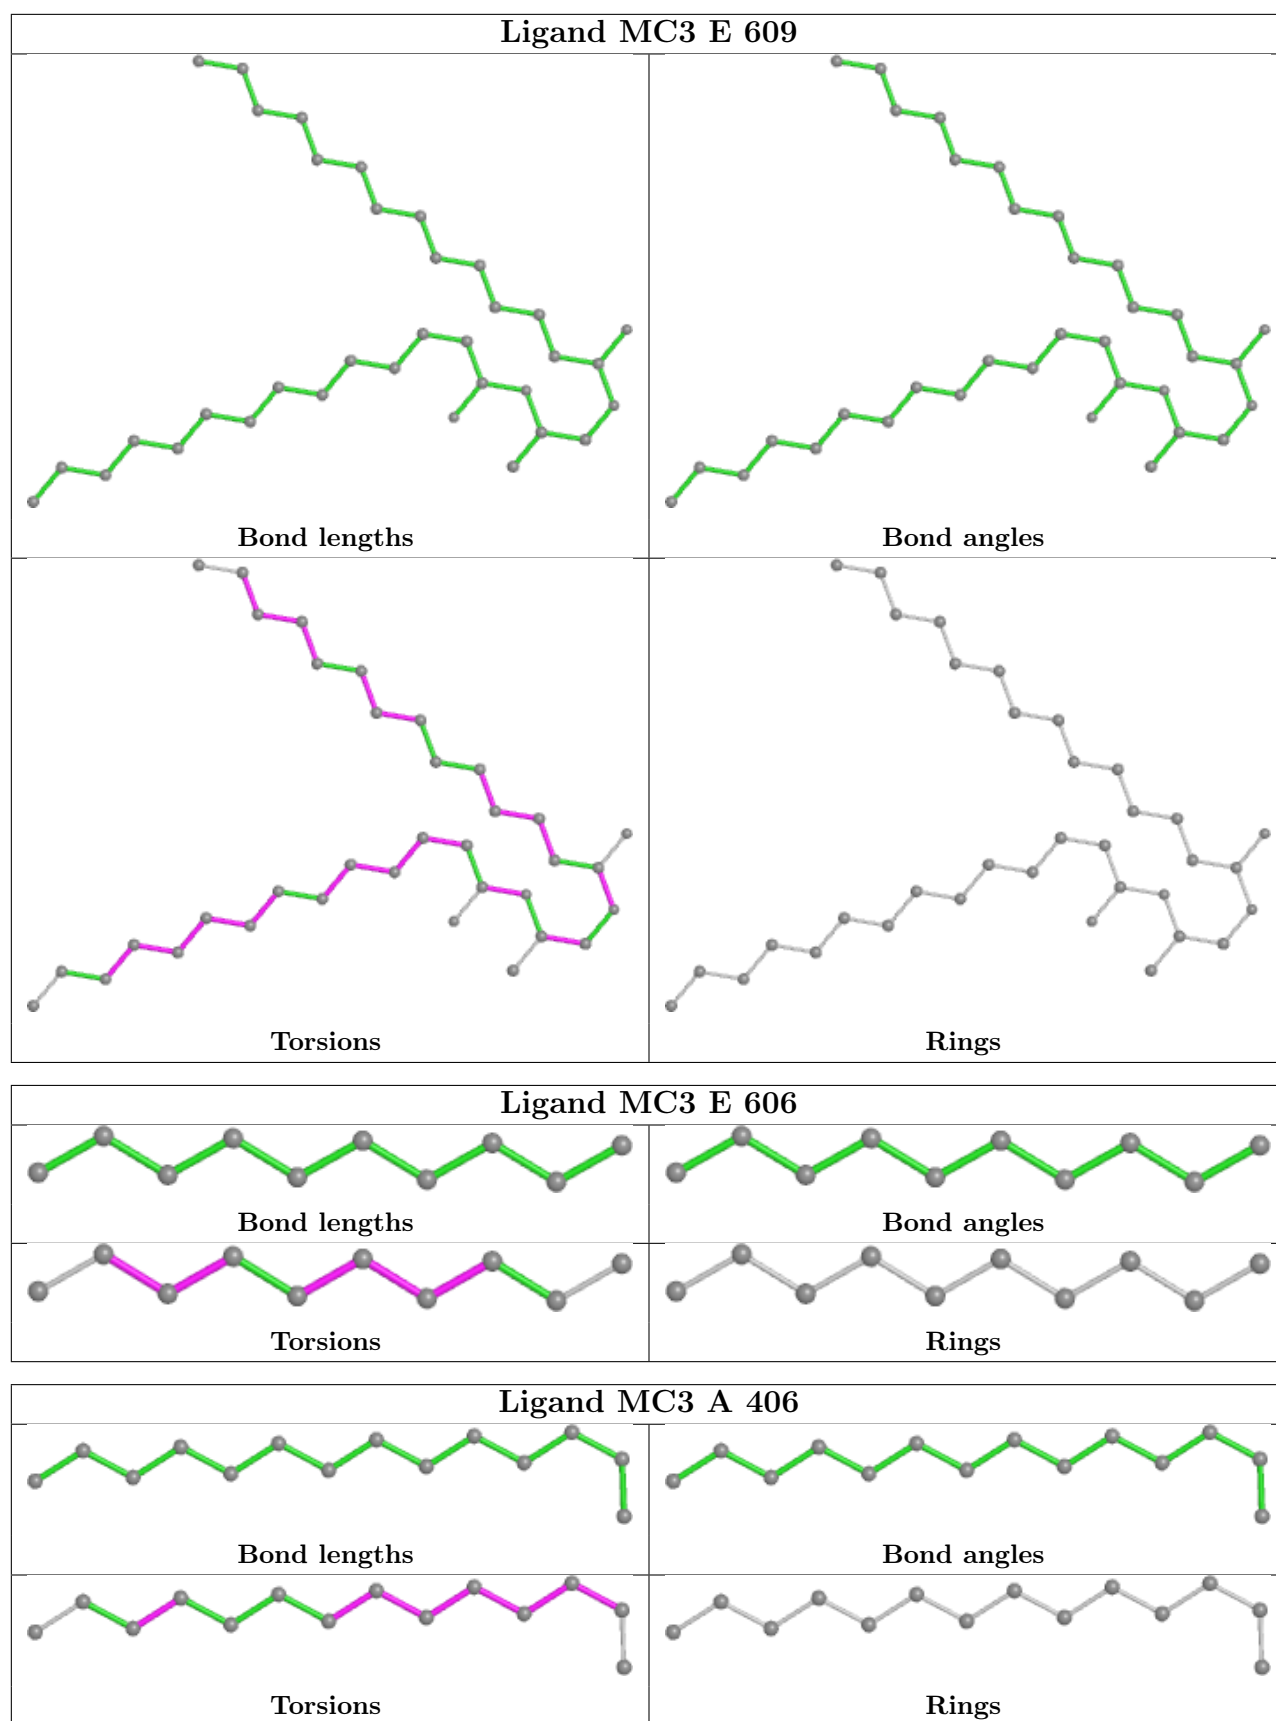 Ligand MC3 E 609
Bond lengths
Bond angles
Torsions
Rings
Ligand MC3 E 606
Bond lengths
Bond angles
Torsions
Rings
Ligand MC3 A 406
Bond lengths
Bond angles
Torsions
Rings